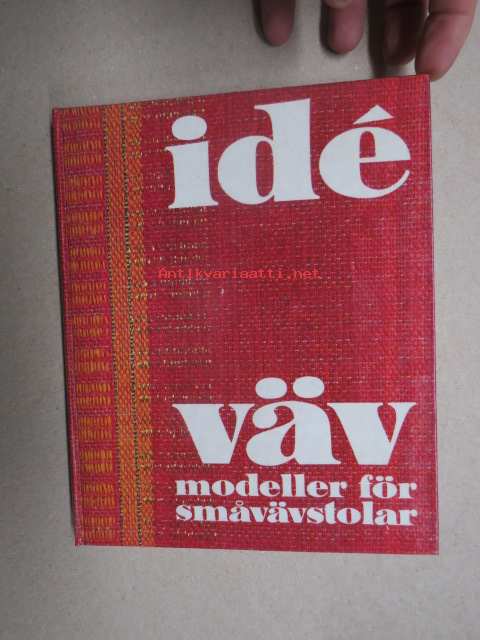 idé
Antikvariaatti.net
väv
modeller för
småvävstolar